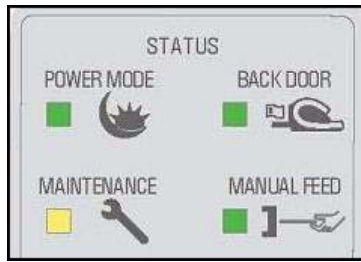 STATUS
POWER MODE
BACK DOOR
MAINTENANCE
MANUAL FEED